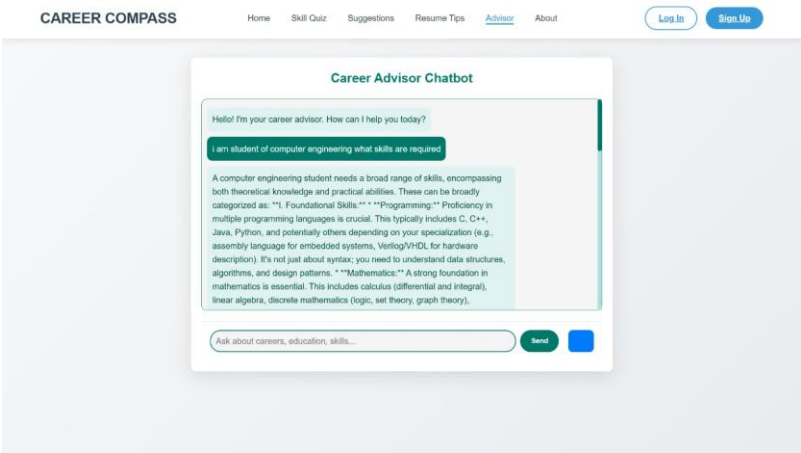 CAREER COMPASS
Home Skill Quiz Suggestions Resume Tips Advisor About
Log In Sign Up
Career Advisor Chatbot
Hello! I'm your career advisor. How can I help you today?
i am student of computer engineering what skills are required
A computer engineering student needs a broad range of skills, encompassing
both theoretical knowledge and practical abilities. These can be broadly
categorized as: **I. Foundational Skills:** * **Programming:** Proficiency in
multiple programming languages is crucial. This typically includes C, C++,
Java, Python, and potentially others depending on your specialization (e.g.,
assembly language for embedded systems, Verilog/VHDL for hardware
description). It's not just about syntax; you need to understand data structures,
algorithms, and design patterns. * **Mathematics:** A strong foundation in
mathematics is essential. This includes calculus (differential and integral),
linear algebra, discrete mathematics (logic, set theory, graph theory),
Ask about careers, education, skills...
Send